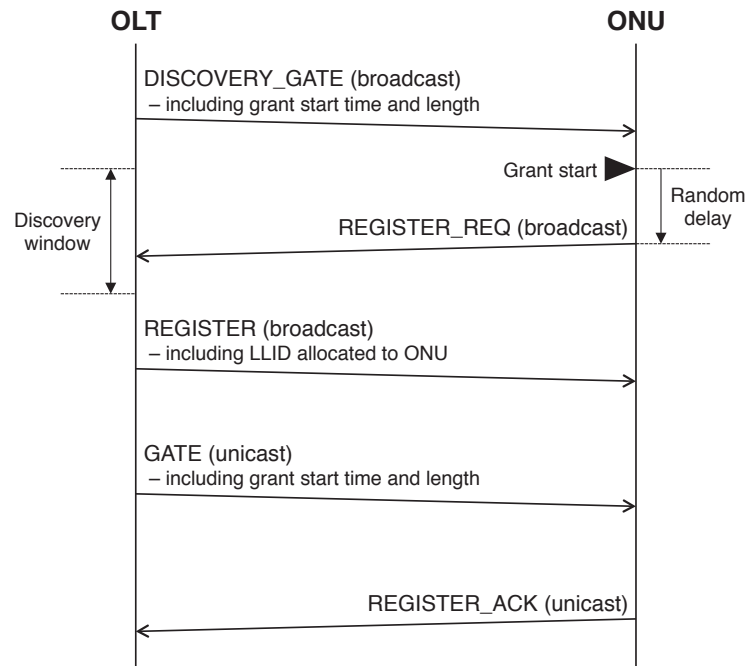 OLT
ONU
DISCOVERY_GATE (broadcast)
– including grant start time and length
Grant start
Random
delay
Discovery
window
REGISTER_REQ (broadcast)
REGISTER (broadcast)
– including LLID allocated to ONU
GATE (unicast)
– including grant start time and length
REGISTER_ACK (unicast)